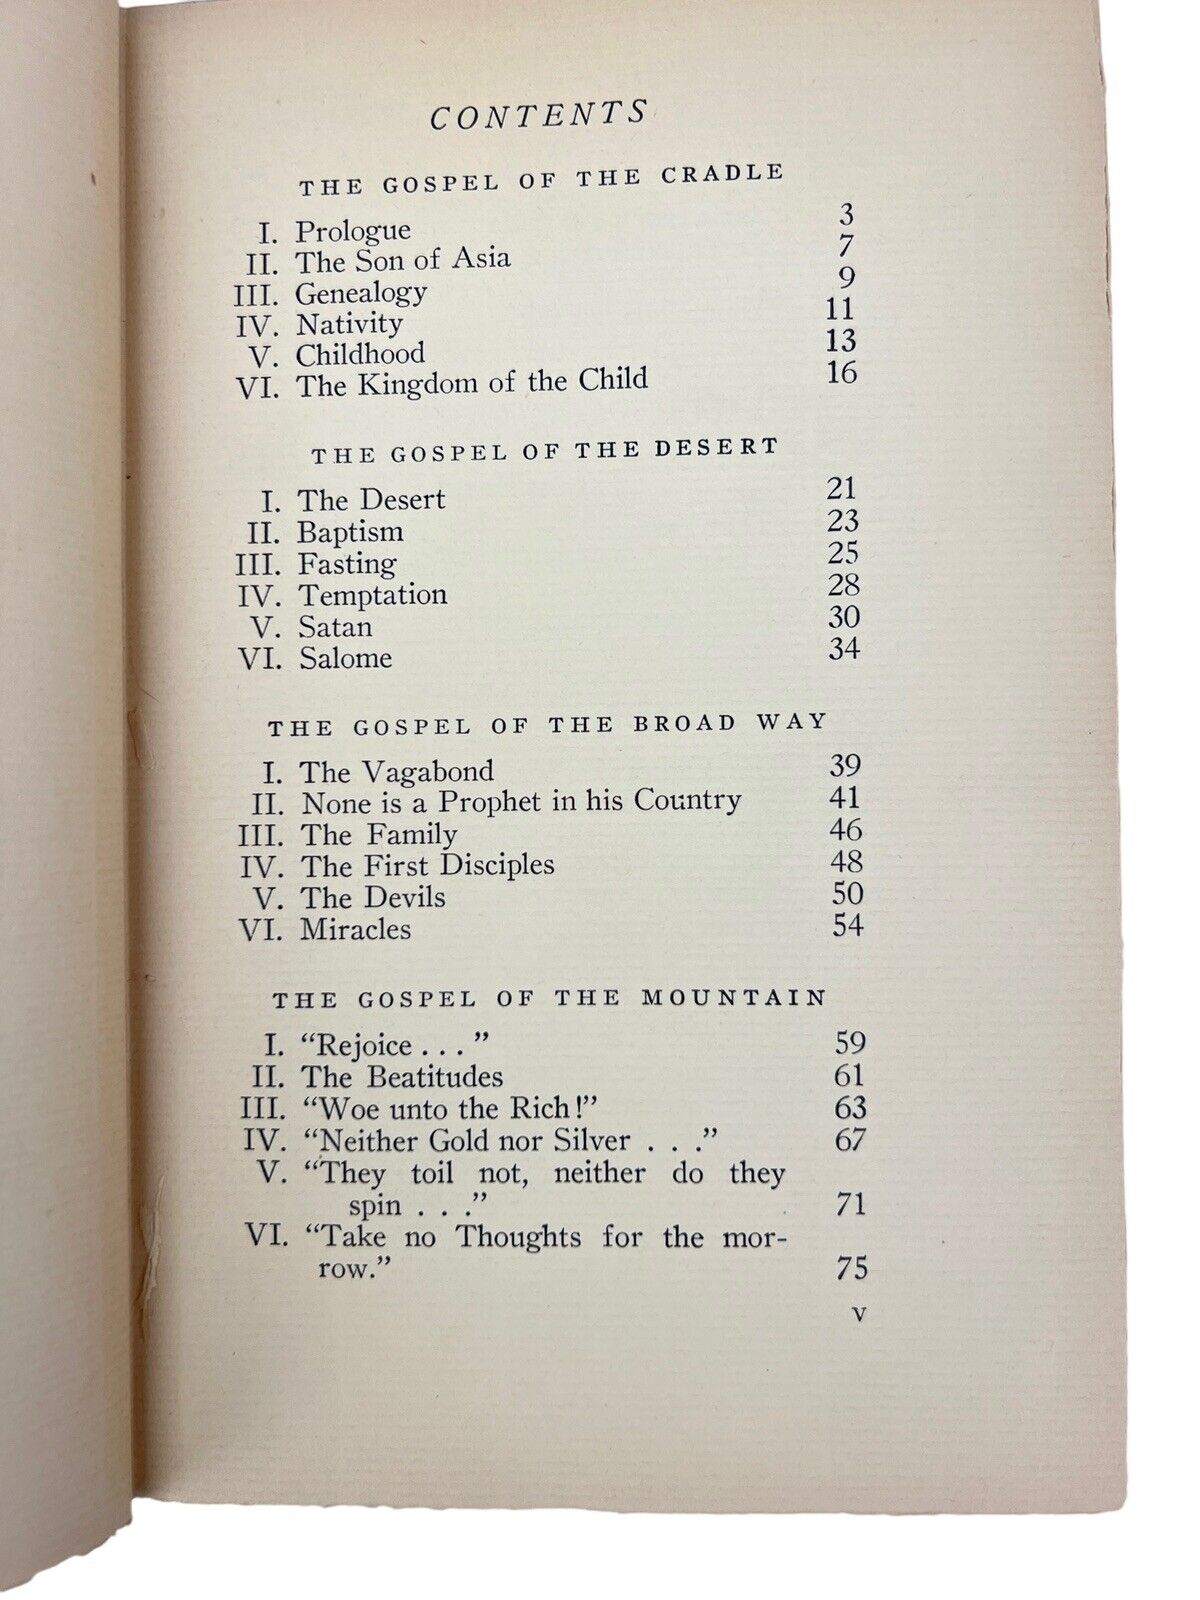 CONTENTS
THE GOSPEL OF THE CRADLE
I. Prologue 3
II. The Son of Asia 7
III. Genealogy 9
IV. Nativity 11
V. Childhood 13
VI. The Kingdom of the Child 16
THE GOSPEL OF THE DESERT
I. The Desert 21
II. Baptism 23
III. Fasting 25
IV. Temptation 28
V. Satan 30
VI. Salome 34
THE GOSPEL OF THE BROAD WAY
I. The Vagabond 39
II. None is a Prophet in his Country 41
III. The Family 46
IV. The First Disciples 48
V. The Devils 50
VI. Miracles 54
THE GOSPEL OF THE MOUNTAIN
I. “Rejoice . . . ” 59
II. The Beatitudes 61
III. “Woe unto the Rich!” 63
IV. “Neither Gold nor Silver . . .” 67
V. “They toil not, neither do they
spin . . .” 71
VI. “Take no Thoughts for the mor-
row.” 75
v